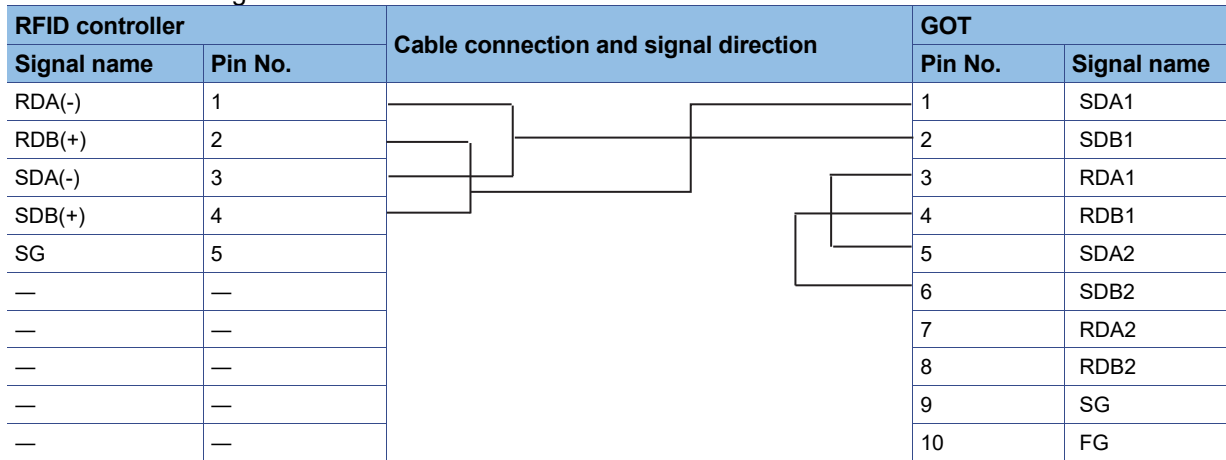 RFID controller Cable connection and signal direction GOT
Signal name Pin No. Pin No. Signal name
RDA(-) 1 1 SDA1
RDB(+) 2 2 SDB1
SDA(-) 3 3 RDA1
SDB(+) 4 4 RDB1
SG 5 5 SDA2
— — 6 SDB2
— — 7 RDA2
— — 8 RDB2
— — 9 SG
— — 10 FG